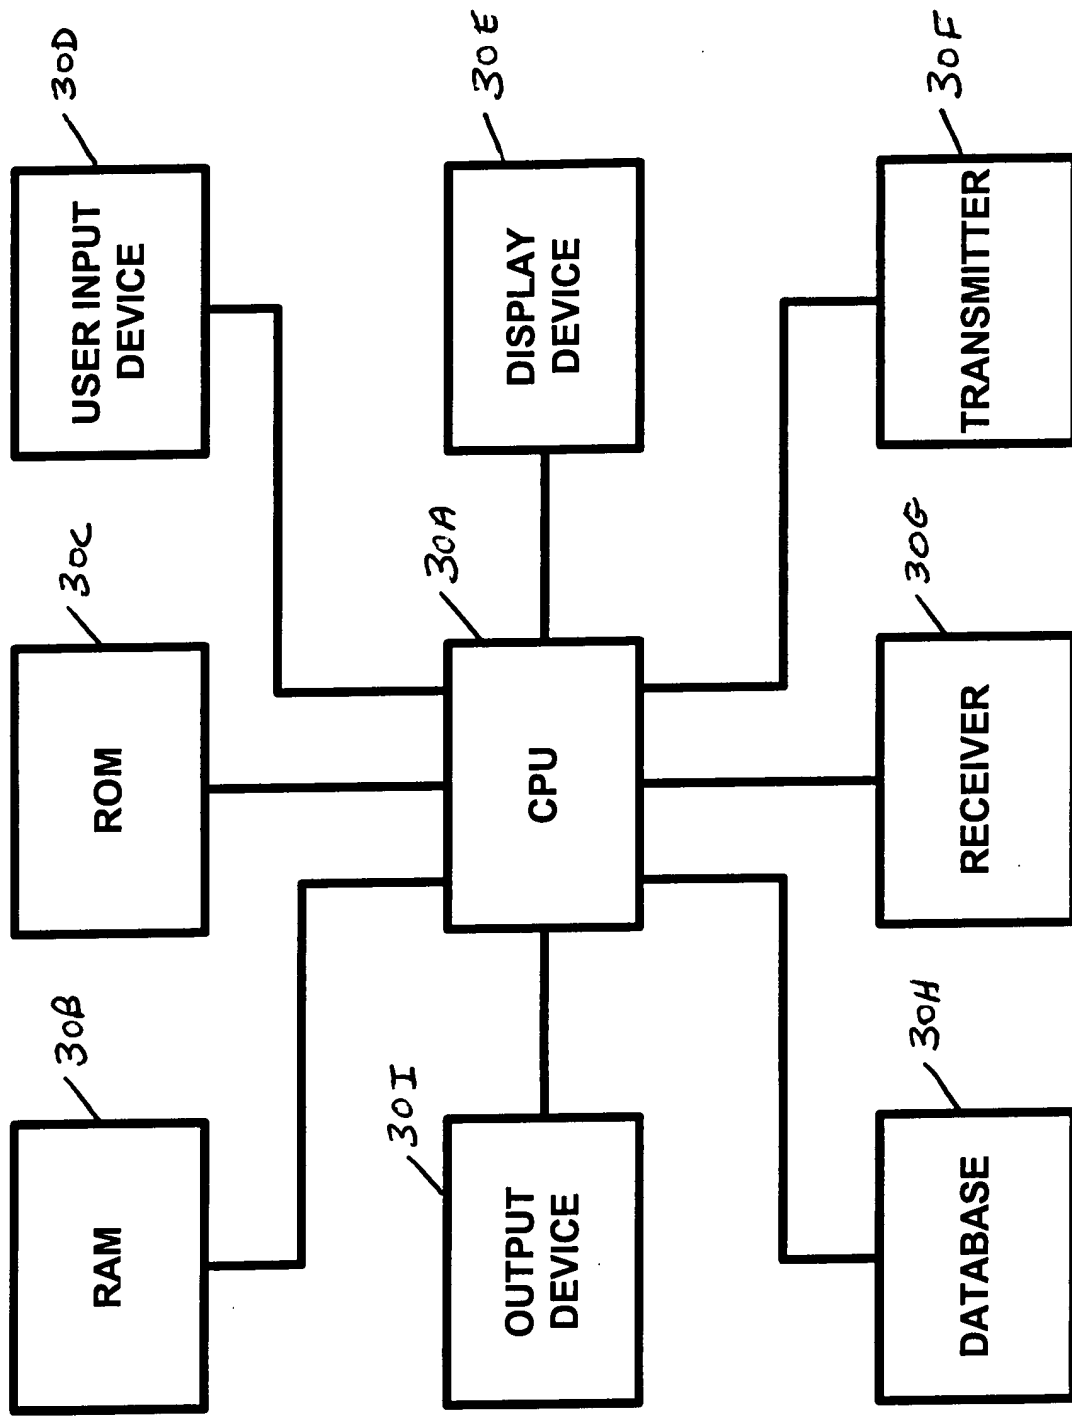 30B
RAM
30C
ROM
30D
USER INPUT
DEVICE
30I
OUTPUT
DEVICE
30A
CPU
30E
DISPLAY
DEVICE
30H
DATABASE
30G
RECEIVER
30F
TRANSMITTER